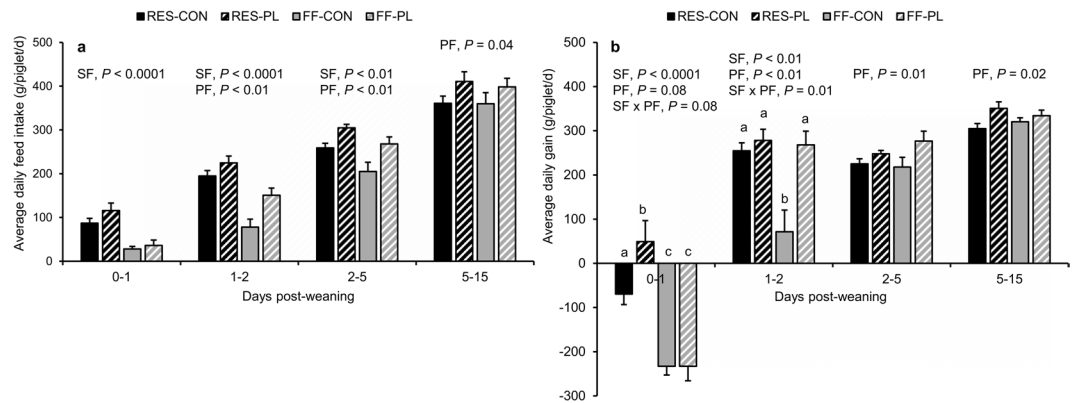 RES-CON RES-PL FF-CON FF-PL
a
Average daily feed intake (g/piglet/d)
500
400
300
200
100
0
SF, P < 0.0001
SF, P < 0.0001
PF, P < 0.01
SF, P < 0.01
PF, P < 0.01
PF, P = 0.04
0-1 1-2 2-5 5-15
Days post-weaning
RES-CON RES-PL FF-CON FF-PL
b
Average daily gain (g/piglet/d)
500
400
300
200
100
0
-100
-200
-300
SF, P < 0.0001
PF, P = 0.08
SF x PF, P = 0.08
SF, P < 0.01
PF, P < 0.01
SF x PF, P = 0.01
PF, P = 0.01
PF, P = 0.02
a b c c
a a b a
0-1 1-2 2-5 5-15
Days post-weaning